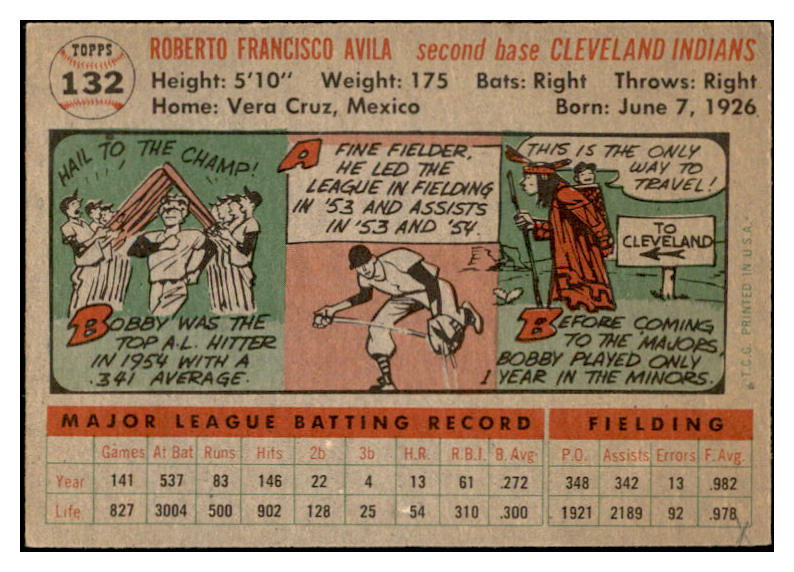 TOPPS
132
ROBERTO FRANCISCO AVILA second base CLEVELAND INDIANS
Height: 5'10" Weight: 175 Bats: Right Throws: Right
Home: Vera Cruz, Mexico Born: June 7, 1926
HAIL TO THE CHAMP!
BOBBY WAS THE
TOP A.L. HITTER
IN 1954 WITH A
.341 AVERAGE.
A FINE FIELDER,
HE LED THE
LEAGUE IN FIELDING
IN '53 AND ASSISTS
IN '53 AND '54.
THIS IS THE ONLY
WAY TO
TRAVEL!
TO
CLEVELAND
BEFORE COMING
TO THE MAJORS,
BOBBY PLAYED ONLY
1 YEAR IN THE MINORS.
T.C.G. PRINTED IN U.S.A.
MAJOR LEAGUE BATTING RECORD FIELDING
Games At Bat Runs Hits 2b 3b H.R. R.B.I. B. Avg. P.O. Assists Errors F. Avg.
Year 141 537 83 146 22 4 13 61 .272 348 342 13 .982
Life 827 3004 500 902 128 25 54 310 .300 1921 2189 92 .978